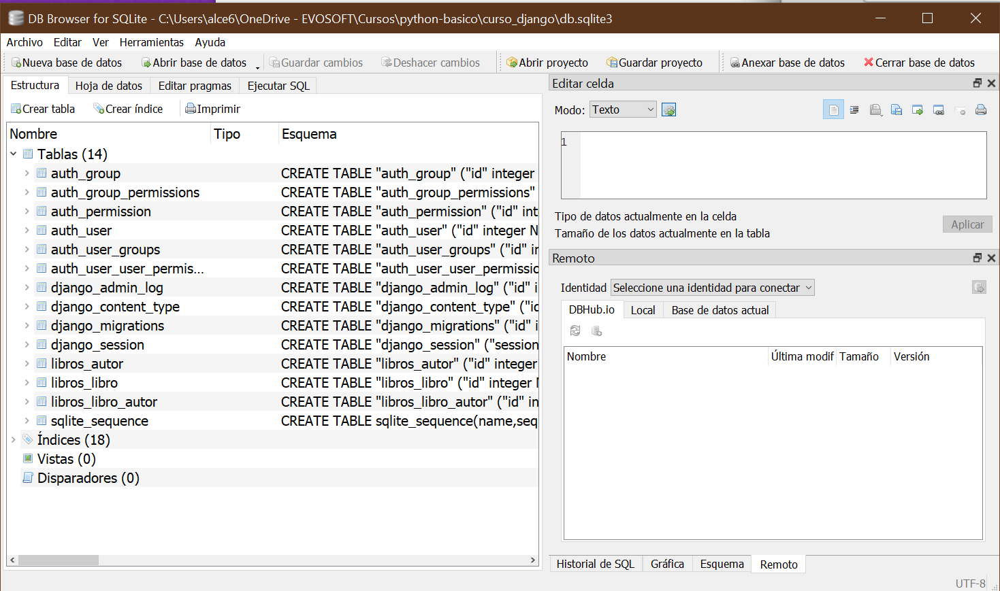 DB Browser for SQLite - C:\Users\alce6\OneDrive - EVOSOFT\Cursos\python-basico\curso_django\db.sqlite3
Archivo Editar Ver Herramientas Ayuda
Nueva base de datos Abrir base de datos Guardar cambios Deshacer cambios Abrir proyecto Guardar proyecto Anexar base de datos Cerrar base de datos
Estructura Hoja de datos Editar pragmas Ejecutar SQL
Crear tabla Crear índice Imprimir
Nombre Tipo Esquema
Tablas (14)
auth_group CREATE TABLE "auth_group" ("id" integer
auth_group_permissions CREATE TABLE "auth_group_permissions"
auth_permission CREATE TABLE "auth_permission" ("id" int
auth_user CREATE TABLE "auth_user" ("id" integer N
auth_user_groups CREATE TABLE "auth_user_groups" ("id" i
auth_user_user_permis... CREATE TABLE "auth_user_user_permissio
django_admin_log CREATE TABLE "django_admin_log" ("id" i
django_content_type CREATE TABLE "django_content_type" ("id
django_migrations CREATE TABLE "django_migrations" ("id" i
django_session CREATE TABLE "django_session" ("session
libros_autor CREATE TABLE "libros_autor" ("id" integer
libros_libro CREATE TABLE "libros_libro" ("id" integer N
libros_libro_autor CREATE TABLE "libros_libro_autor" ("id" in
sqlite_sequence CREATE TABLE sqlite_sequence(name,seq
Índices (18)
Vistas (0)
Disparadores (0)
Editar celda
Modo: Texto
1
Tipo de datos actualmente en la celda
Tamaño de los datos actualmente en la tabla
Aplicar
Remoto
Identidad Seleccione una identidad para conectar
DBHub.io Local Base de datos actual
Nombre Última modif Tamaño Versión
Historial de SQL Gráfica Esquema Remoto
UTF-8